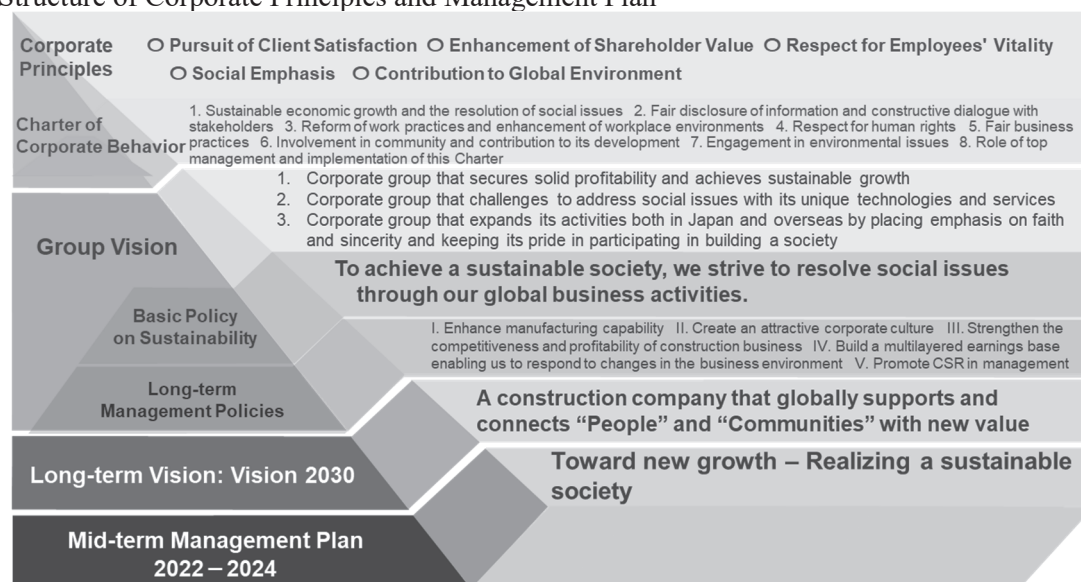 Structure of Corporate Principles and Management Plan
Corporate
Principles
O Pursuit of Client Satisfaction O Enhancement of Shareholder Value O Respect for Employees' Vitality
O Social Emphasis O Contribution to Global Environment
Charter of
Corporate Behavior
1. Sustainable economic growth and the resolution of social issues 2. Fair disclosure of information and constructive dialogue with
stakeholders 3. Reform of work practices and enhancement of workplace environments 4. Respect for human rights 5. Fair business
practices 6. Involvement in community and contribution to its development 7. Engagement in environmental issues 8. Role of top
management and implementation of this Charter
Group Vision
1. Corporate group that secures solid profitability and achieves sustainable growth
2. Corporate group that challenges to address social issues with its unique technologies and services
3. Corporate group that expands its activities both in Japan and overseas by placing emphasis on faith
and sincerity and keeping its pride in participating in building a society
Basic Policy
on Sustainability
To achieve a sustainable society, we strive to resolve social issues
through our global business activities.
Long-term
Management Policies
I. Enhance manufacturing capability II. Create an attractive corporate culture III. Strengthen the
competitiveness and profitability of construction business IV. Build a multilayered earnings base
enabling us to respond to changes in the business environment V. Promote CSR in management
Long-term Vision: Vision 2030
A construction company that globally supports and
connects “People” and “Communities” with new value
Mid-term Management Plan
2022 – 2024
Toward new growth – Realizing a sustainable
society